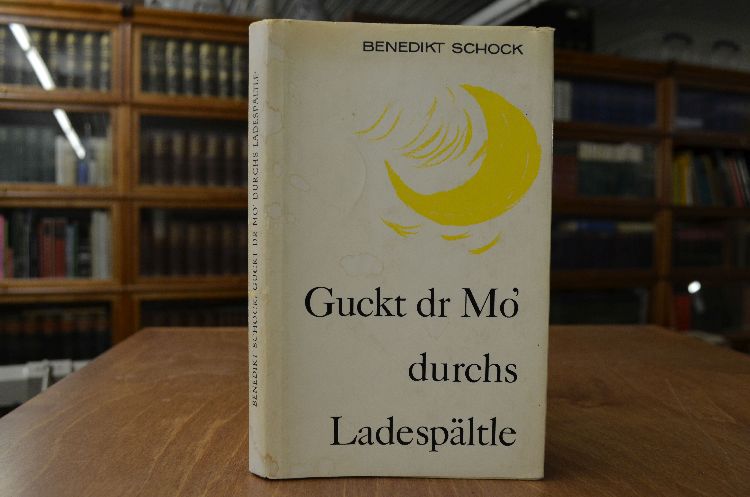 BENEDIKT SCHOCK
Guckt dr Mo'
durchs
Ladespältle
BENEDIKT SCHOCK, GUCKT DR MO' DURCHS LADESPÄLTLE